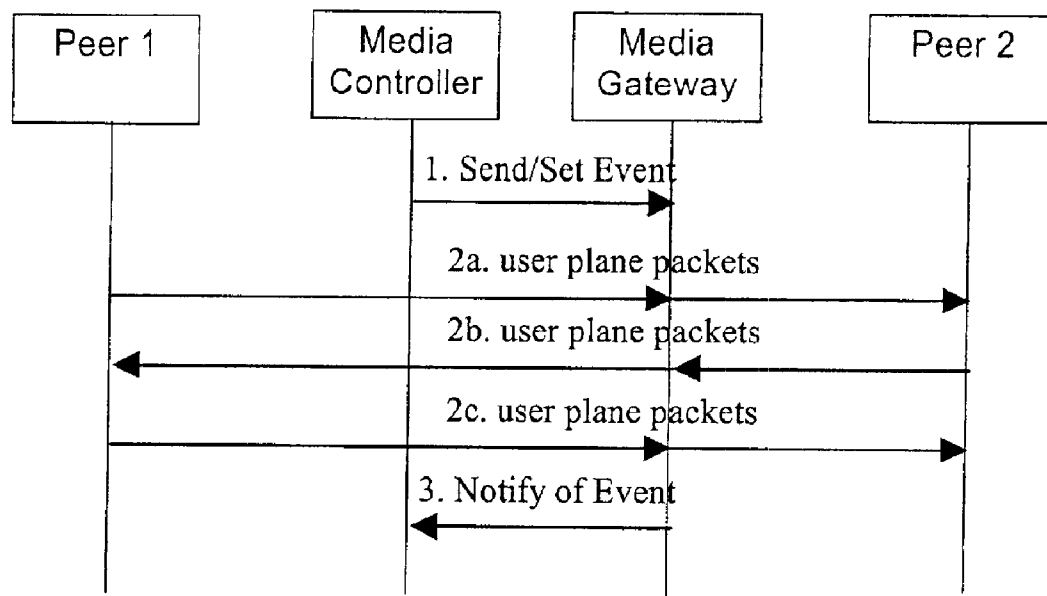 Peer 1
Media
Controller
Media
Gateway
Peer 2
1. Send/Set Event
2a. user plane packets
2b. user plane packets
2c. user plane packets
3. Notify of Event